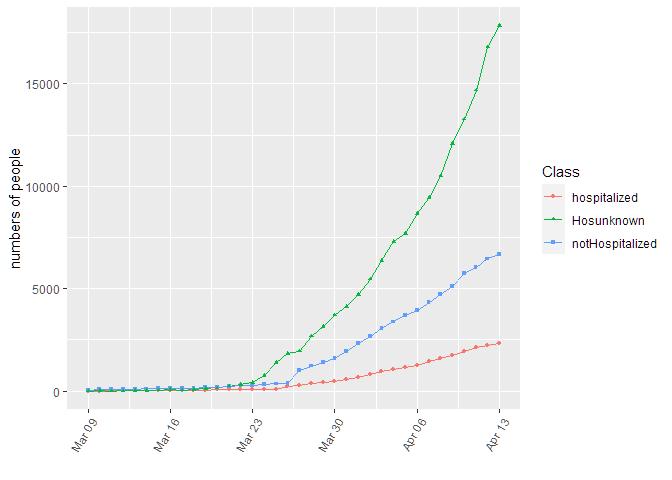 numbers of people
15000
10000
5000
0
Mar 09
Mar 16
Mar 23
Mar 30
Apr 06
Apr 13
Class
hospitalized
Hosunknown
notHospitalized